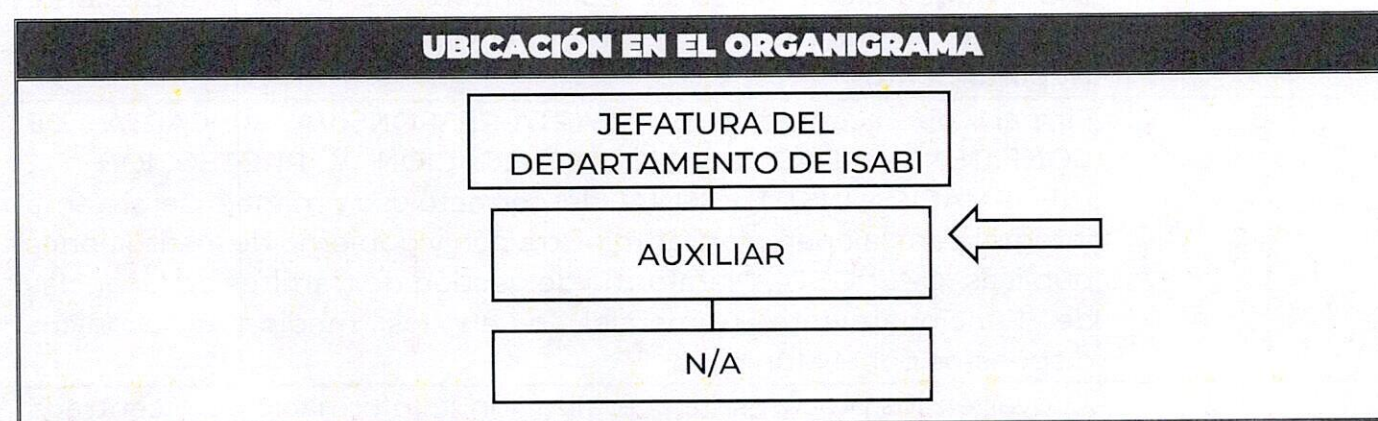 UBICACIÓN EN EL ORGANIGRAMA
JEFATURA DEL
DEPARTAMENTO DE ISABI
AUXILIAR
N/A